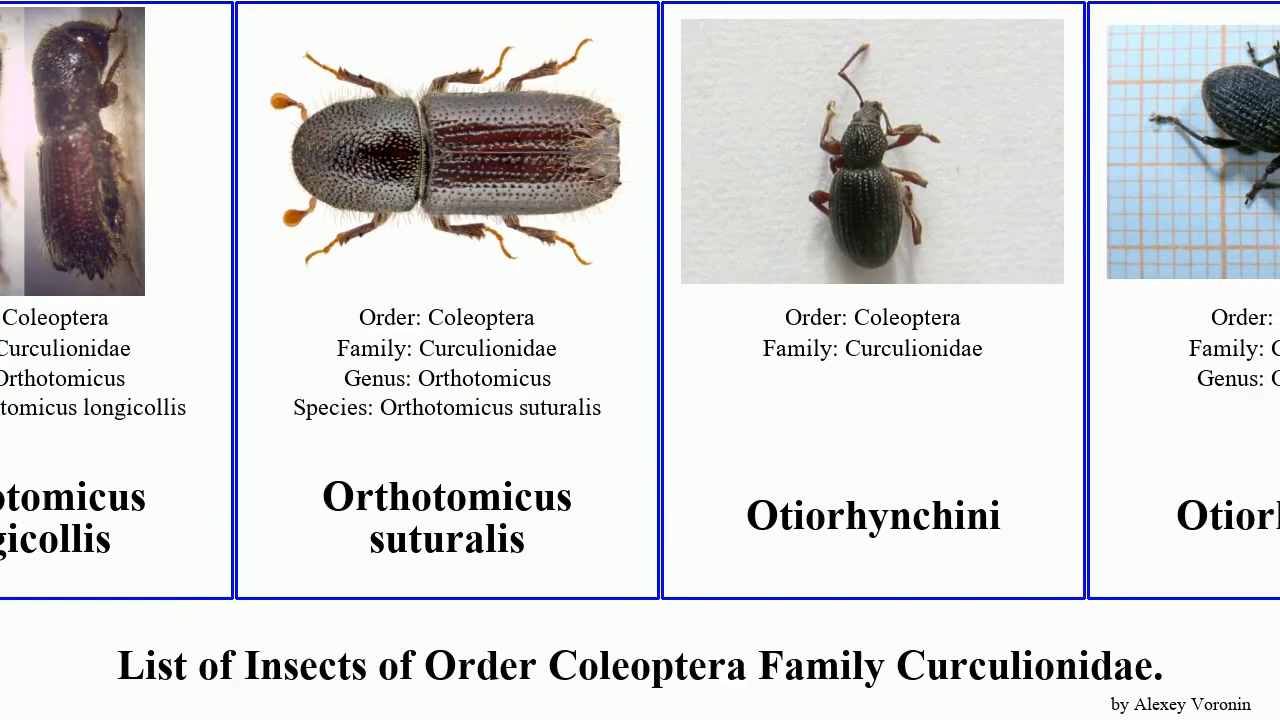 Coleoptera
Curculionidae
Orthotomicus
tomicus longicollis
otomicus
gicollis
Order: Coleoptera
Family: Curculionidae
Genus: Orthotomicus
Species: Orthotomicus suturalis
Orthotomicus
suturalis
Order: Coleoptera
Family: Curculionidae
Otiorhynchini
Order:
Family: C
Genus: O
Otiorh
List of Insects of Order Coleoptera Family Curculionidae.
by Alexey Voronin